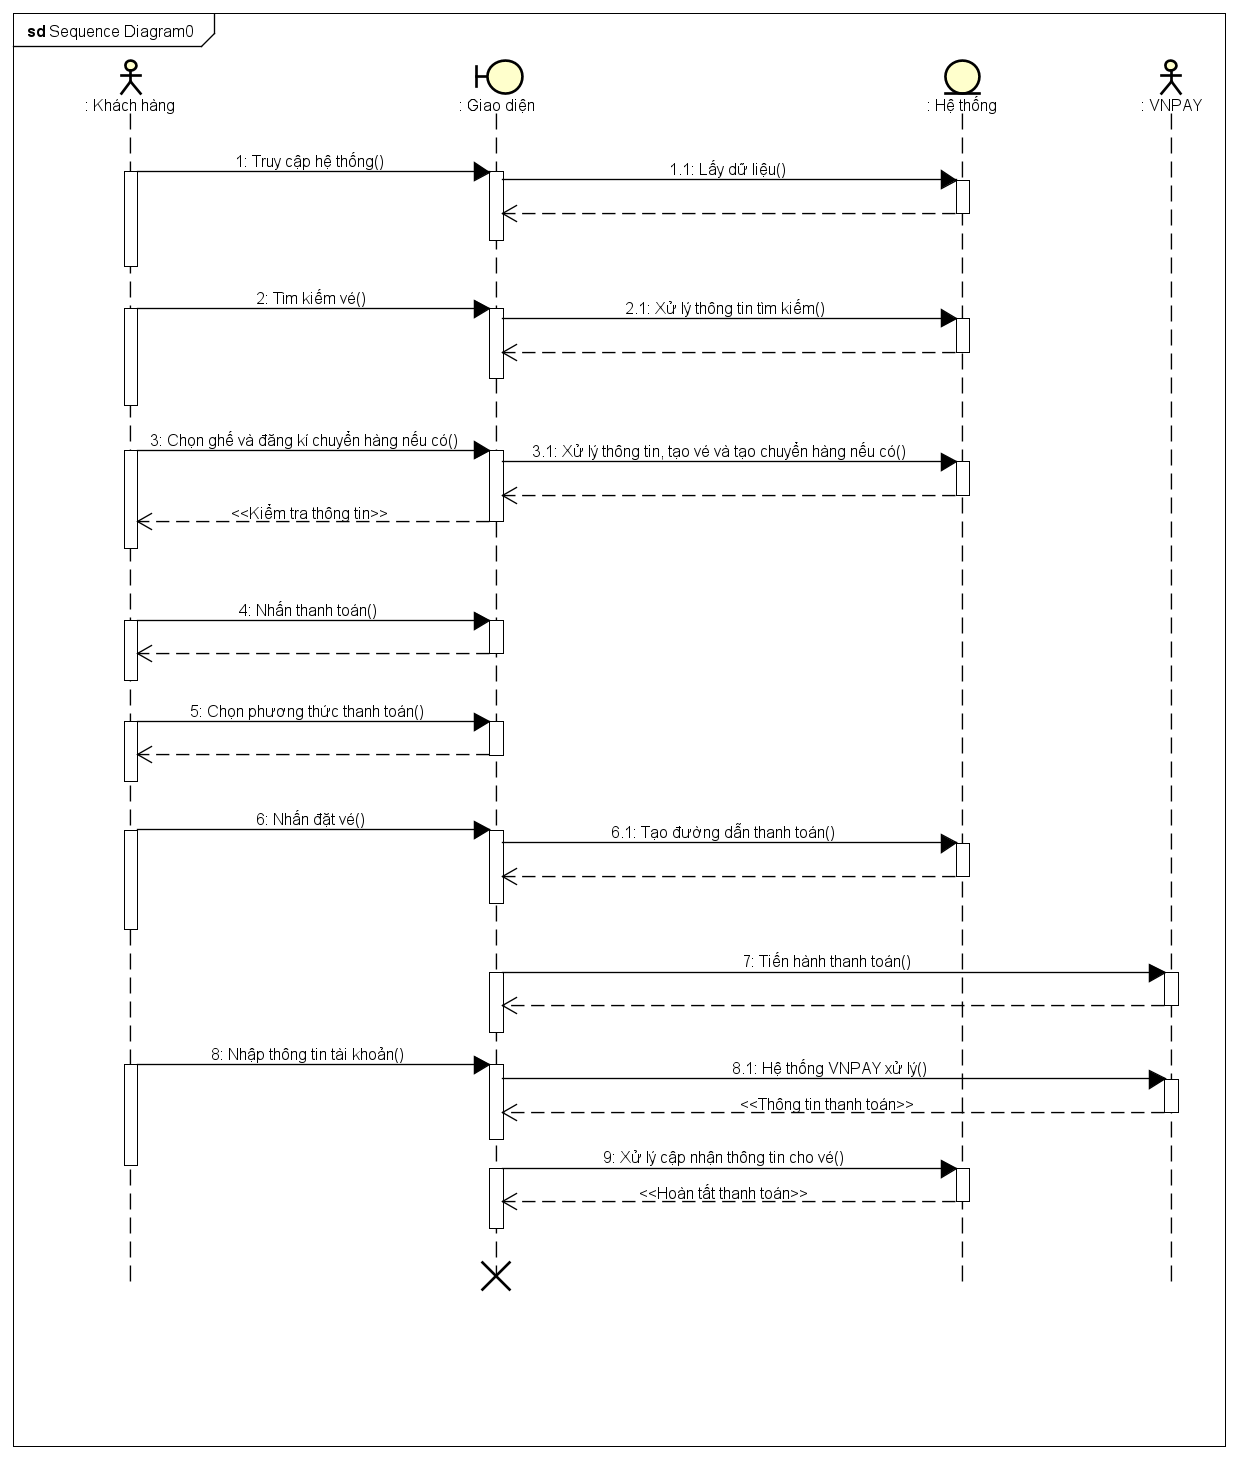 sd Sequence Diagram0
: Khách hàng
: Giao diện
: Hệ thống
: VNPAY
1: Truy cập hệ thống()
1.1: Lấy dữ liệu()
2: Tìm kiếm vé()
2.1: Xử lý thông tin tìm kiếm()
3: Chọn ghế và đăng kí chuyển hàng nếu có()
3.1: Xử lý thông tin, tạo vé và tạo chuyển hàng nếu có()
<<Kiểm tra thông tin>>
4: Nhấn thanh toán()
5: Chọn phương thức thanh toán()
6: Nhấn đặt vé()
6.1: Tạo đường dẫn thanh toán()
7: Tiến hành thanh toán()
8: Nhập thông tin tài khoản()
8.1: Hệ thống VNPAY xử lý()
<<Thông tin thanh toán>>
9: Xử lý cập nhận thông tin cho vé()
<<Hoàn tất thanh toán>>